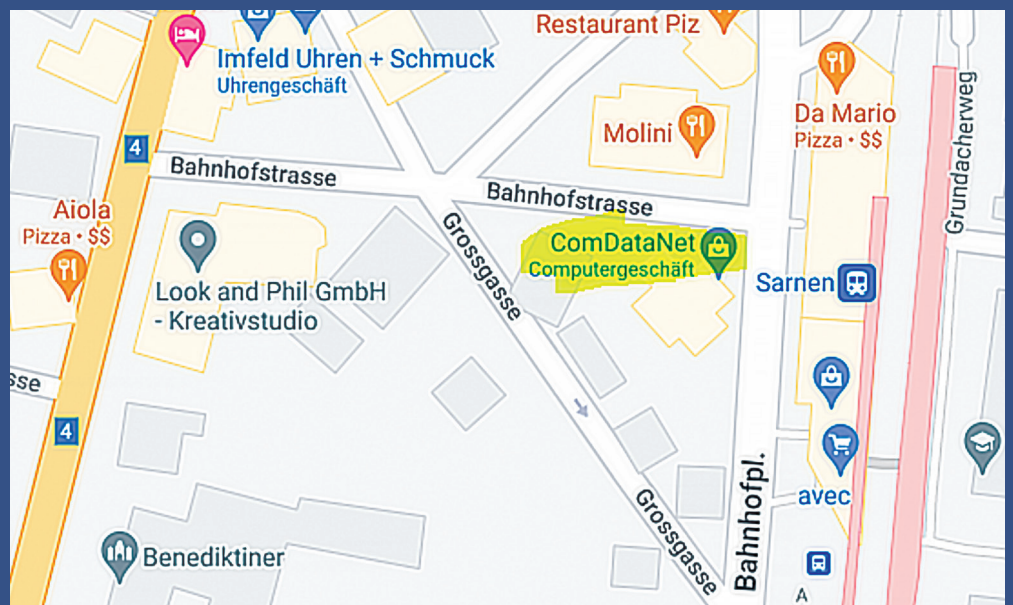 Restaurant Piz
Imfeld Uhren + Schmuck
Uhrengeschäft
Da Mario
Pizza • $$
Molini
Grundacherweg
4
Bahnhofstrasse
Bahnhofstrasse
Aiola
Pizza • $$
Grossgasse
ComDataNet
Computergeschäft
Sarnen
Look and Phil GmbH
- Kreativstudio
sse
4
avec
Grossgasse
Bahnhofpl.
Benediktiner
A